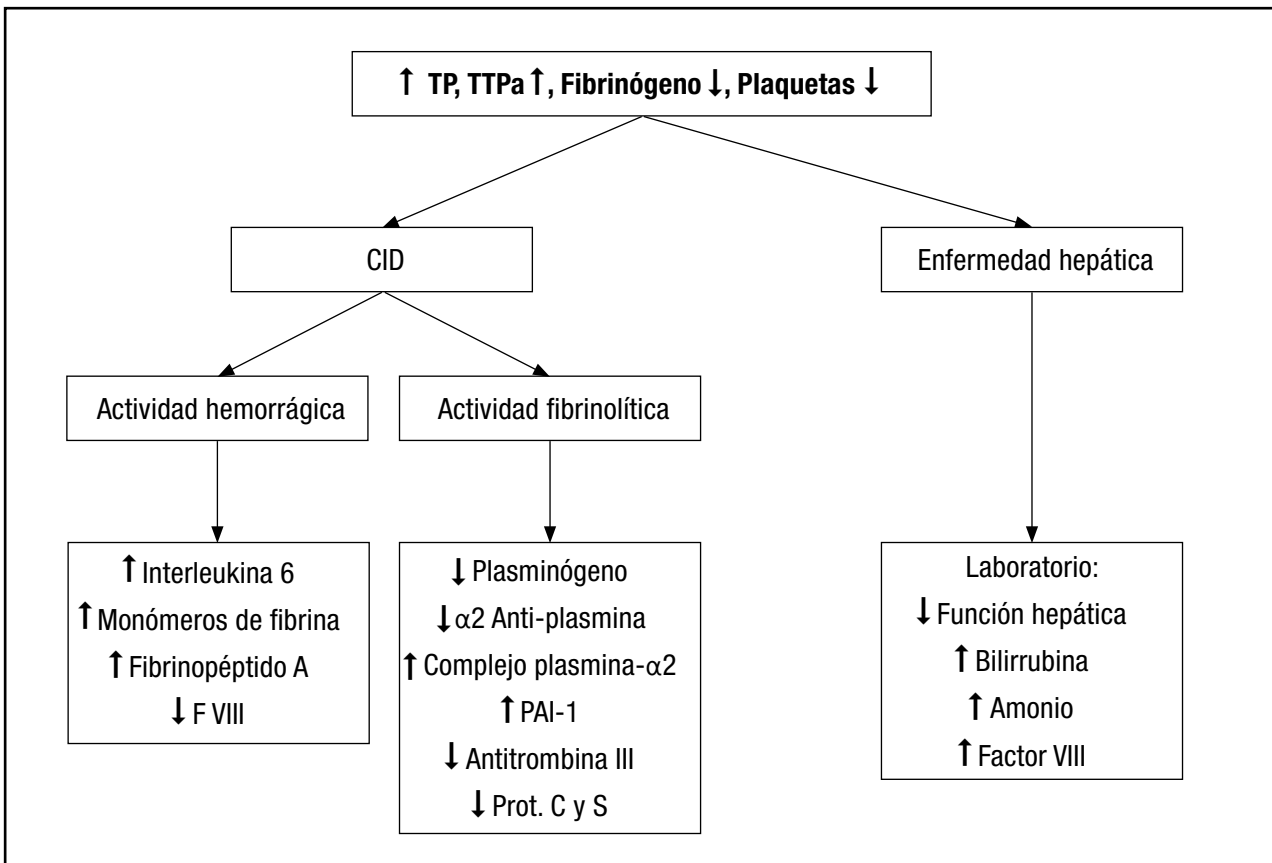 ↑ TP, TTPa ↑, Fibrinógeno ↓, Plaquetas ↓
CID
Enfermedad hepática
Actividad hemorrágica
Actividad fibrinolítica
↑ Interleukina 6
↑ Monómeros de fibrina
↑ Fibrinopéptido A
↓ F VIII
↓ Plasminógeno
↓ α2 Anti-plasmina
↑ Complejo plasmina-α2
↑ PAI-1
↓ Antitrombina III
↓ Prot. C y S
Laboratorio:
↓ Función hepática
↑ Bilirrubina
↑ Amonio
↑ Factor VIII